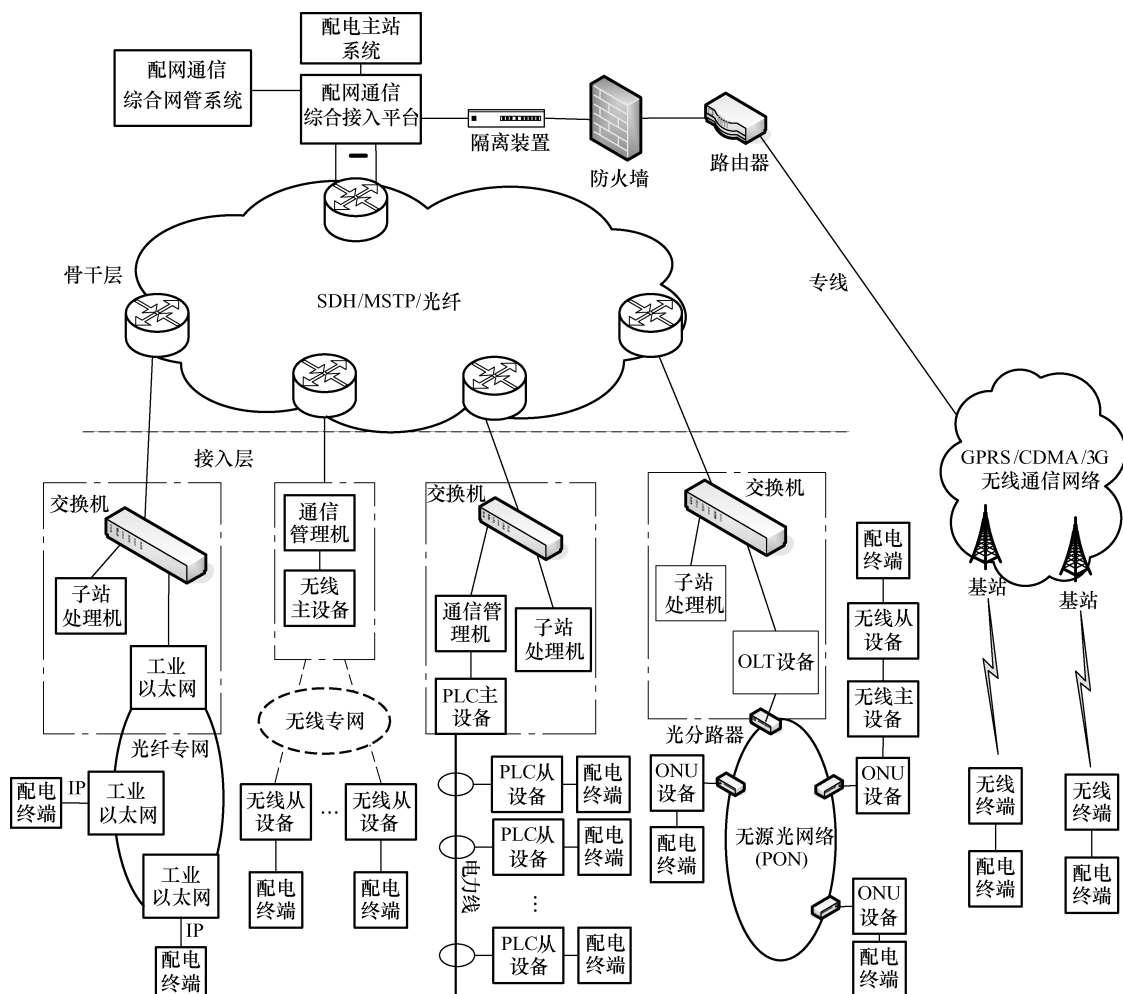 配电主站
系统
配网通信
综合网管系统
配网通信
综合接入平台
隔离装置
防火墙
路由器
骨干层
SDH/MSTP/光纤
专线
接入层
GPRS/CDMA/3G
无线通信网络
基站
基站
交换机
子站
处理机
工业
以太网
光纤专网
配电
终端
IP
工业
以太网
工业
以太网
IP
配电
终端
通信
管理机
无线
主设备
无线专网
无线从
设备
…
无线从
设备
配电
终端
配电
终端
交换机
通信管
理机
子站
处理机
PLC主
设备
PLC从
设备
配电
终端
PLC从
设备
配电
终端
电力线
…
…
PLC从
设备
配电
终端
交换机
子站
处理机
OLT设备
光分路器
ONU
设备
配电
终端
无源光网络
(PON)
配电
终端
无线从
设备
无线主
设备
ONU
设备
ONU
设备
配电
终端
无线
终端
配电
终端
无线
终端
配电
终端